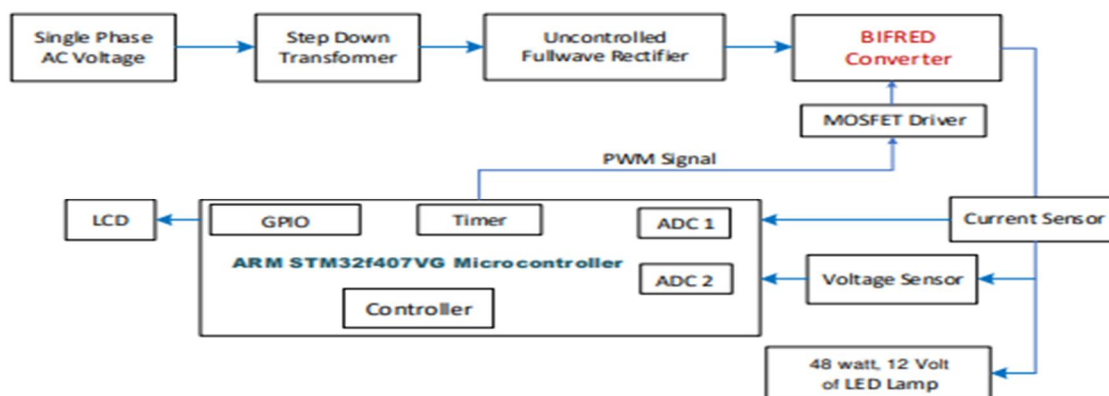 Single Phase
AC Voltage
Step Down
Transformer
Uncontrolled
Fullwave Rectifier
BIFRED
Converter
MOSFET Driver
PWM Signal
LCD
GPIO
Timer
ADC 1
Current Sensor
ARM STM32f407VG Microcontroller
ADC 2
Voltage Sensor
Controller
48 watt, 12 Volt
of LED Lamp